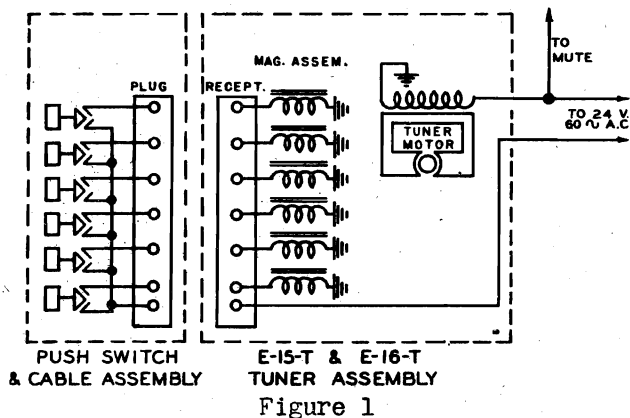 PLUG
RECEPT.
MAG. ASSEM.
TO
MUTE
TO 24 V.
60 ~ A.C.
TUNER
MOTOR
PUSH SWITCH
& CABLE ASSEMBLY
E-15-T & E-16-T
TUNER ASSEMBLY
Figure 1